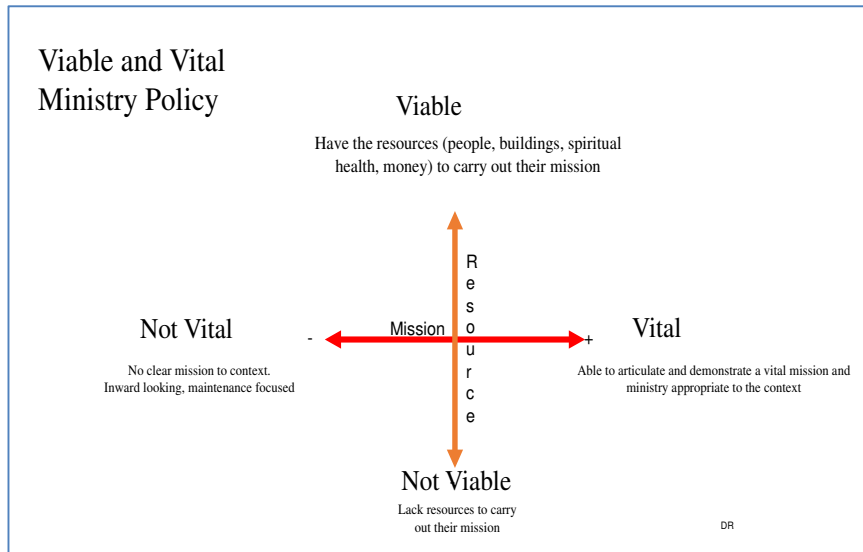 Viable and Vital
Ministry Policy
Viable
Have the resources (people, buildings, spiritual
health, money) to carry out their mission
Resource
Not Vital
- Mission +
Vital
No clear mission to context.
Inward looking, maintenance focused
Able to articulate and demonstrate a vital mission and
ministry appropriate to the context
Not Viable
Lack resources to carry
out their mission
DR